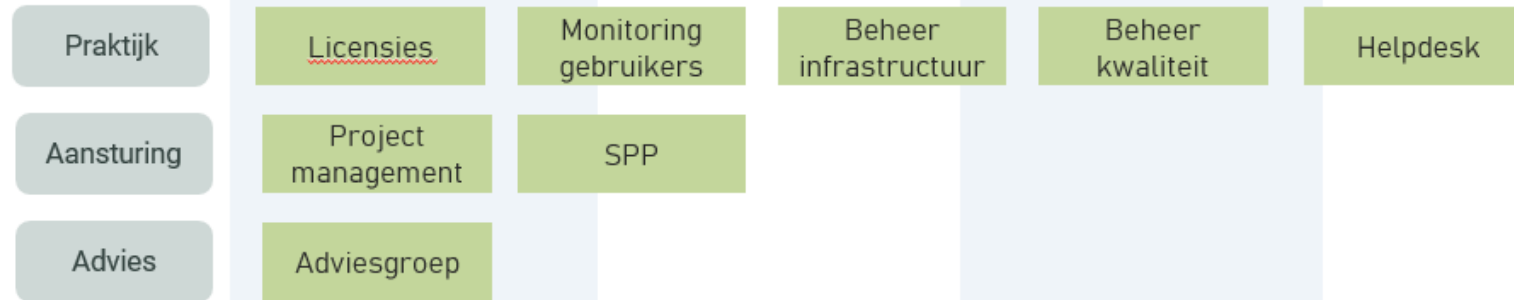 Praktijk
Licensies
Monitoring
gebruikers
Beheer
infrastructuur
Beheer
kwaliteit
Helpdesk
Aansturing
Project
management
SPP
Advies
Adviesgroep